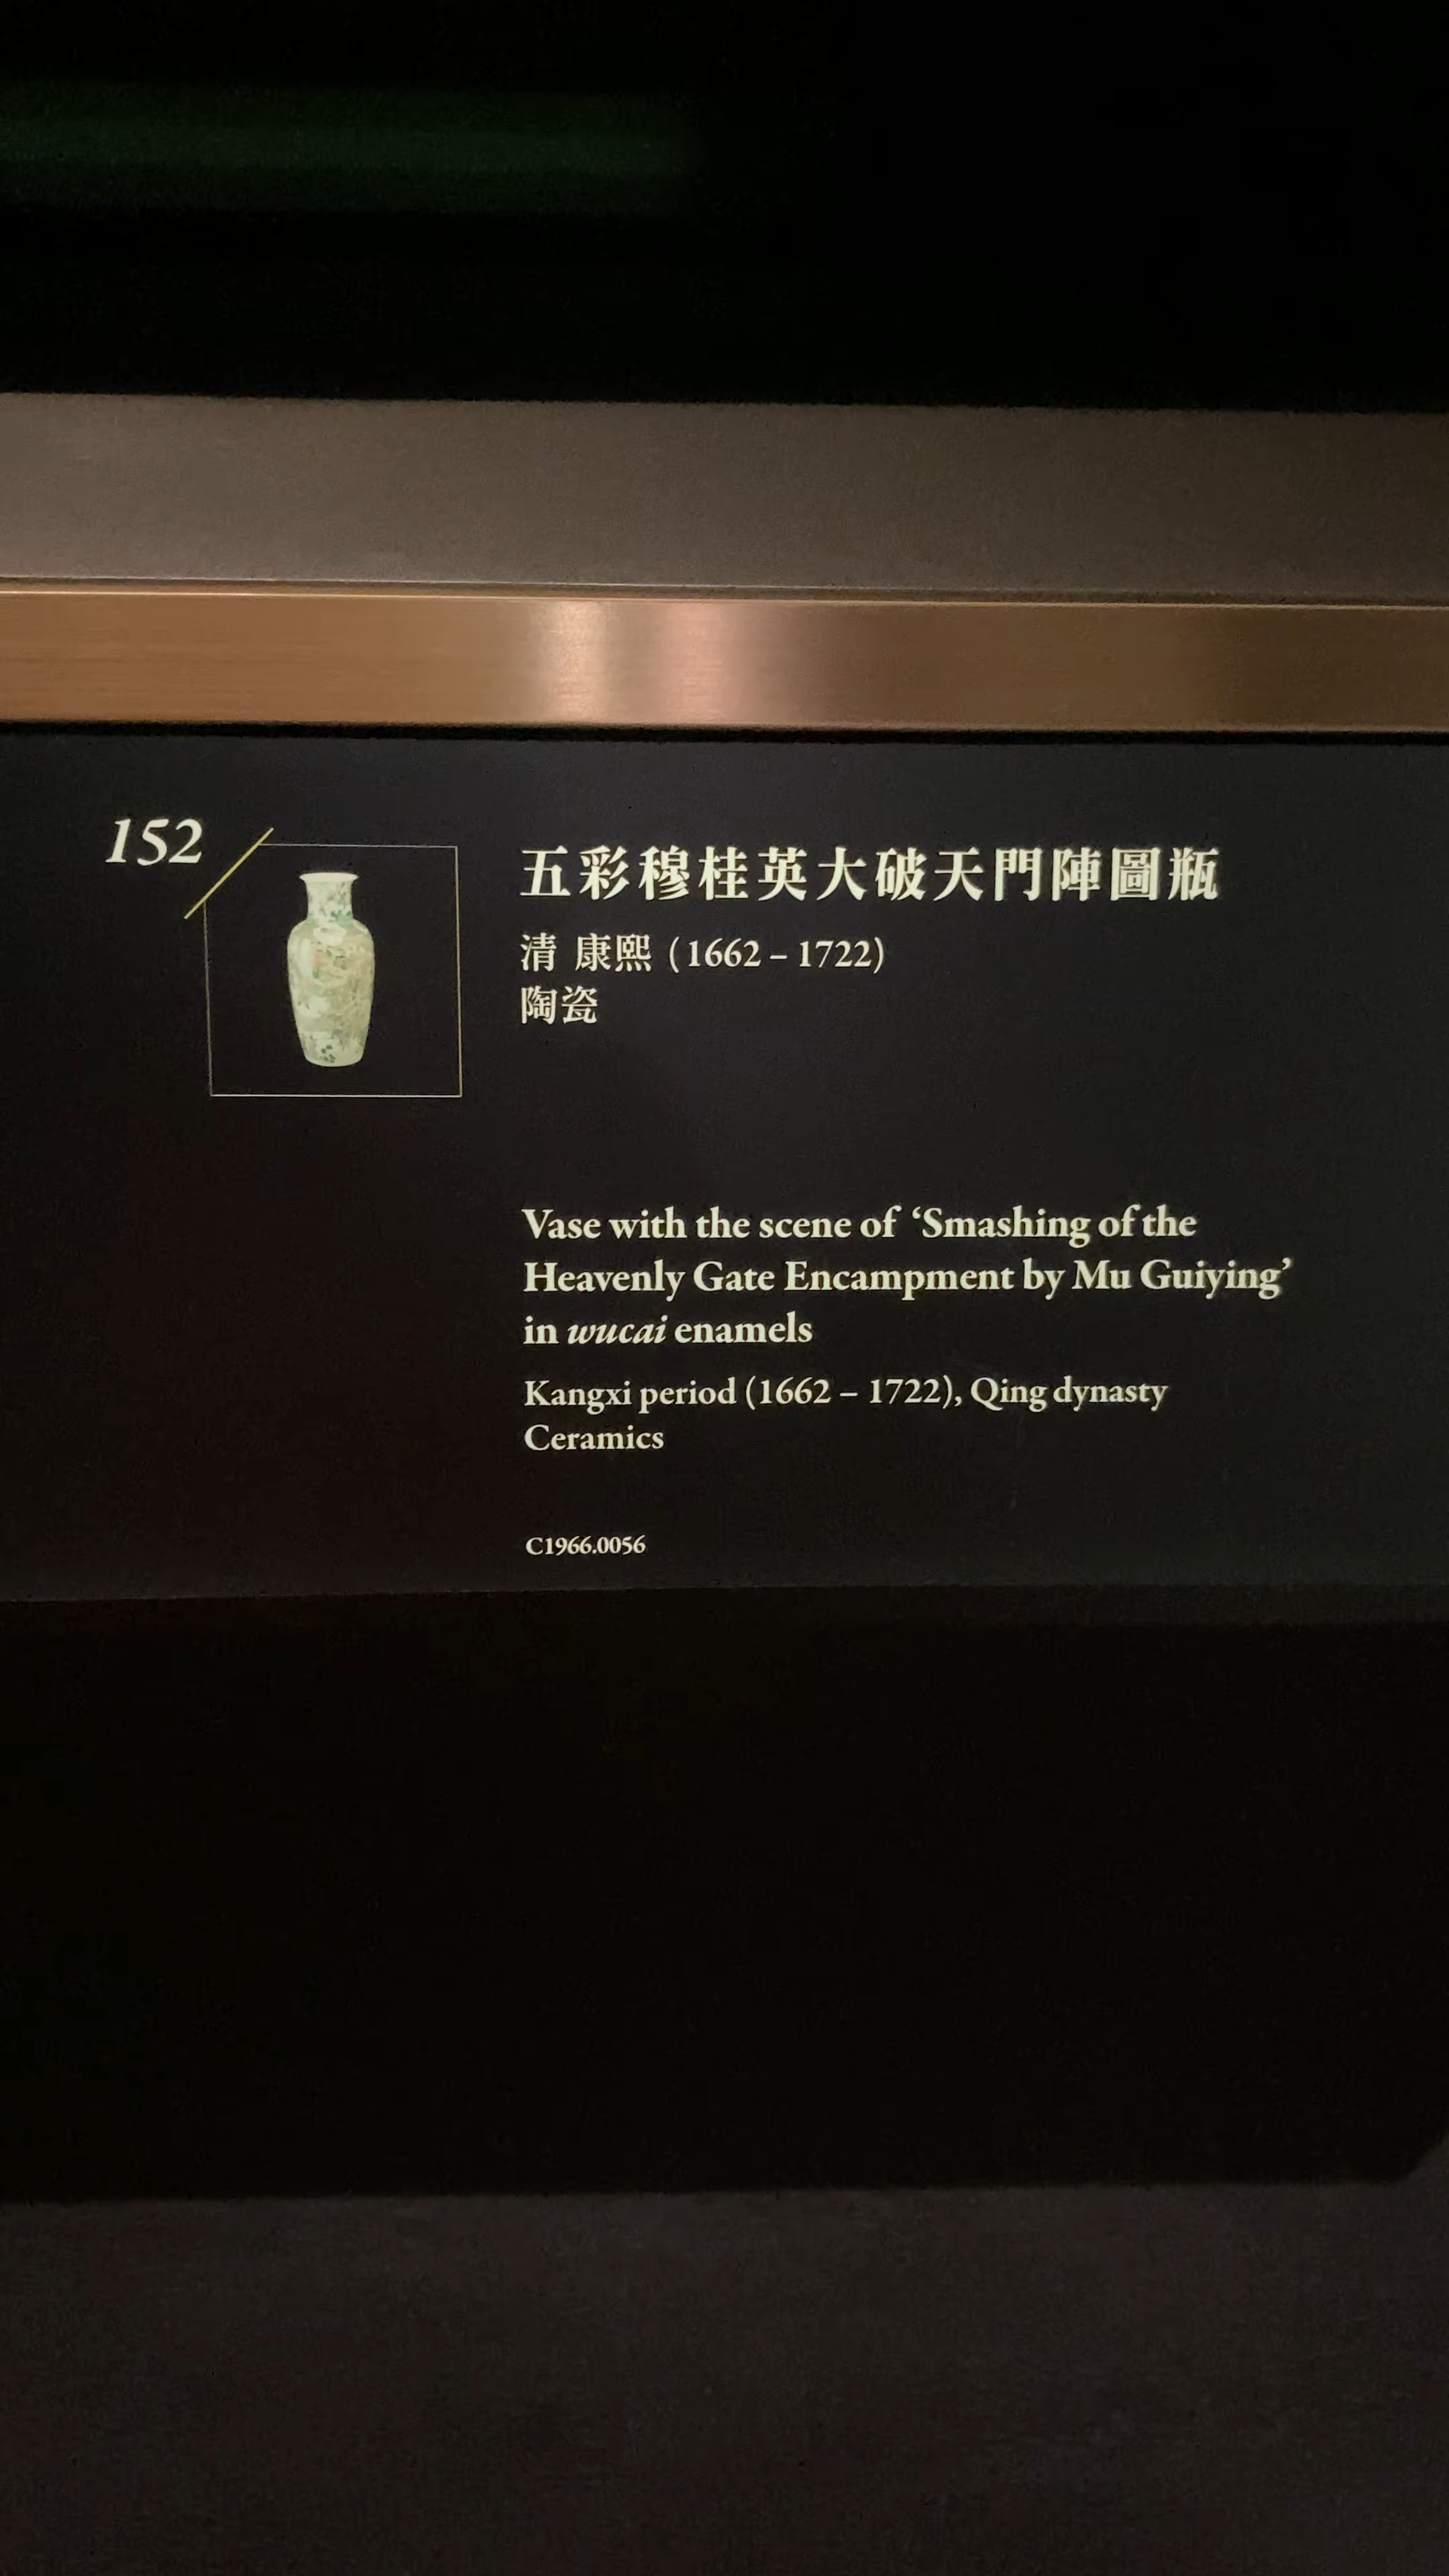 152
五彩穆桂英大破天門陣圖瓶
清 康熙 (1662 – 1722)
陶瓷
Vase with the scene of ‘Smashing of the
Heavenly Gate Encampment by Mu Guiying’
in wucai enamels
Kangxi period (1662 – 1722), Qing dynasty
Ceramics
C1966.0056